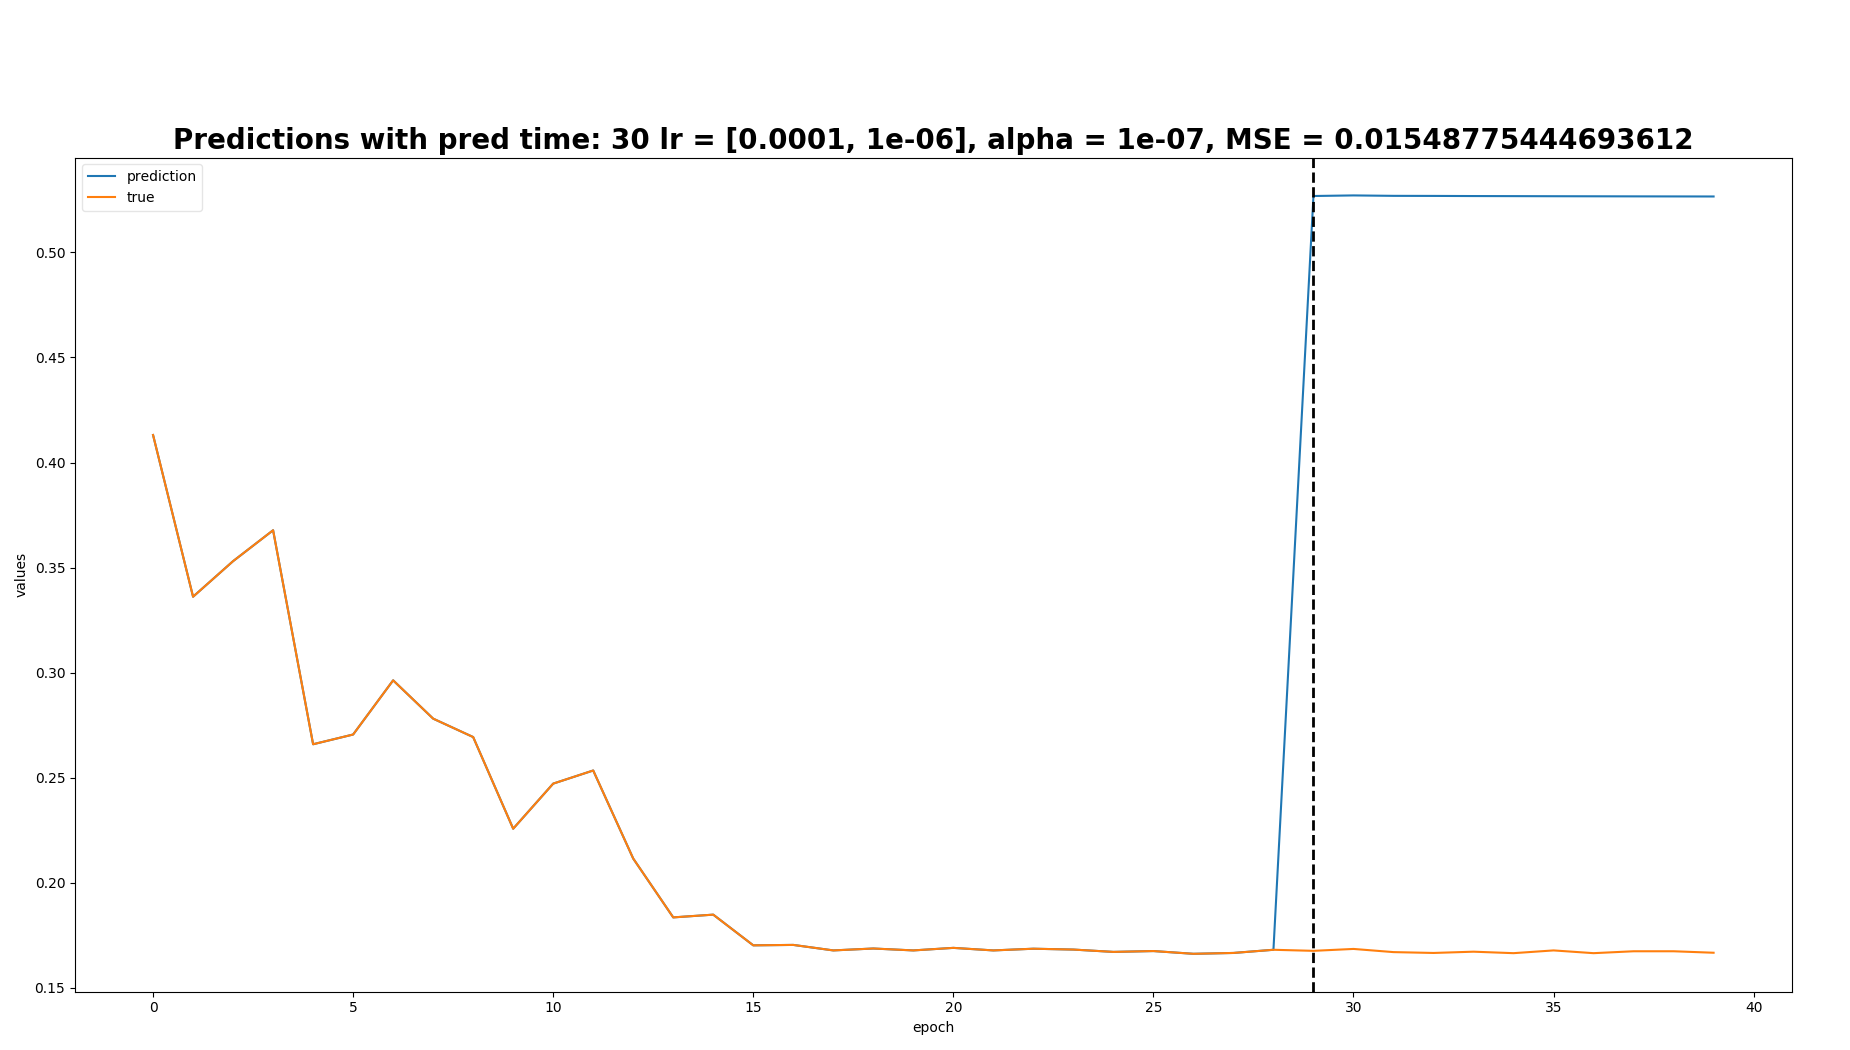 Predictions with pred time: 30 lr = [0.0001, 1e-06], alpha = 1e-07, MSE = 0.01548775444693612
prediction
true
0.50
0.45
0.40
0.35
0.30
0.25
0.20
0.15
values
0 5 10 15 20 25 30 35 40
epoch